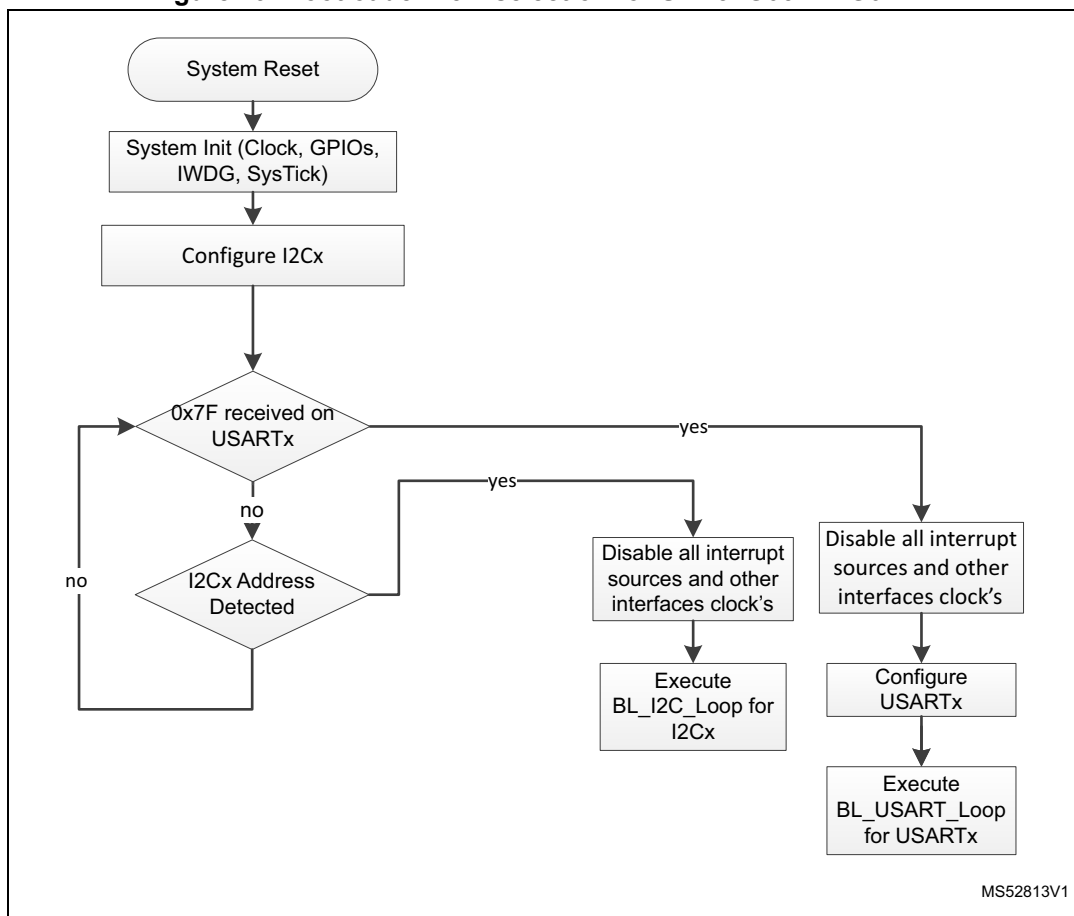 System Reset
System Init (Clock, GPIOs,
IWDG, SysTick)
Configure I2Cx
0x7F received on
USARTx
yes
yes
no
I2Cx Address
Detected
no
Disable all interrupt
sources and other
interfaces clock's
Execute
BL_I2C_Loop for
I2Cx
Disable all interrupt
sources and other
interfaces clock's
Configure
USARTx
Execute
BL_USART_Loop
for USARTx
MS52813V1